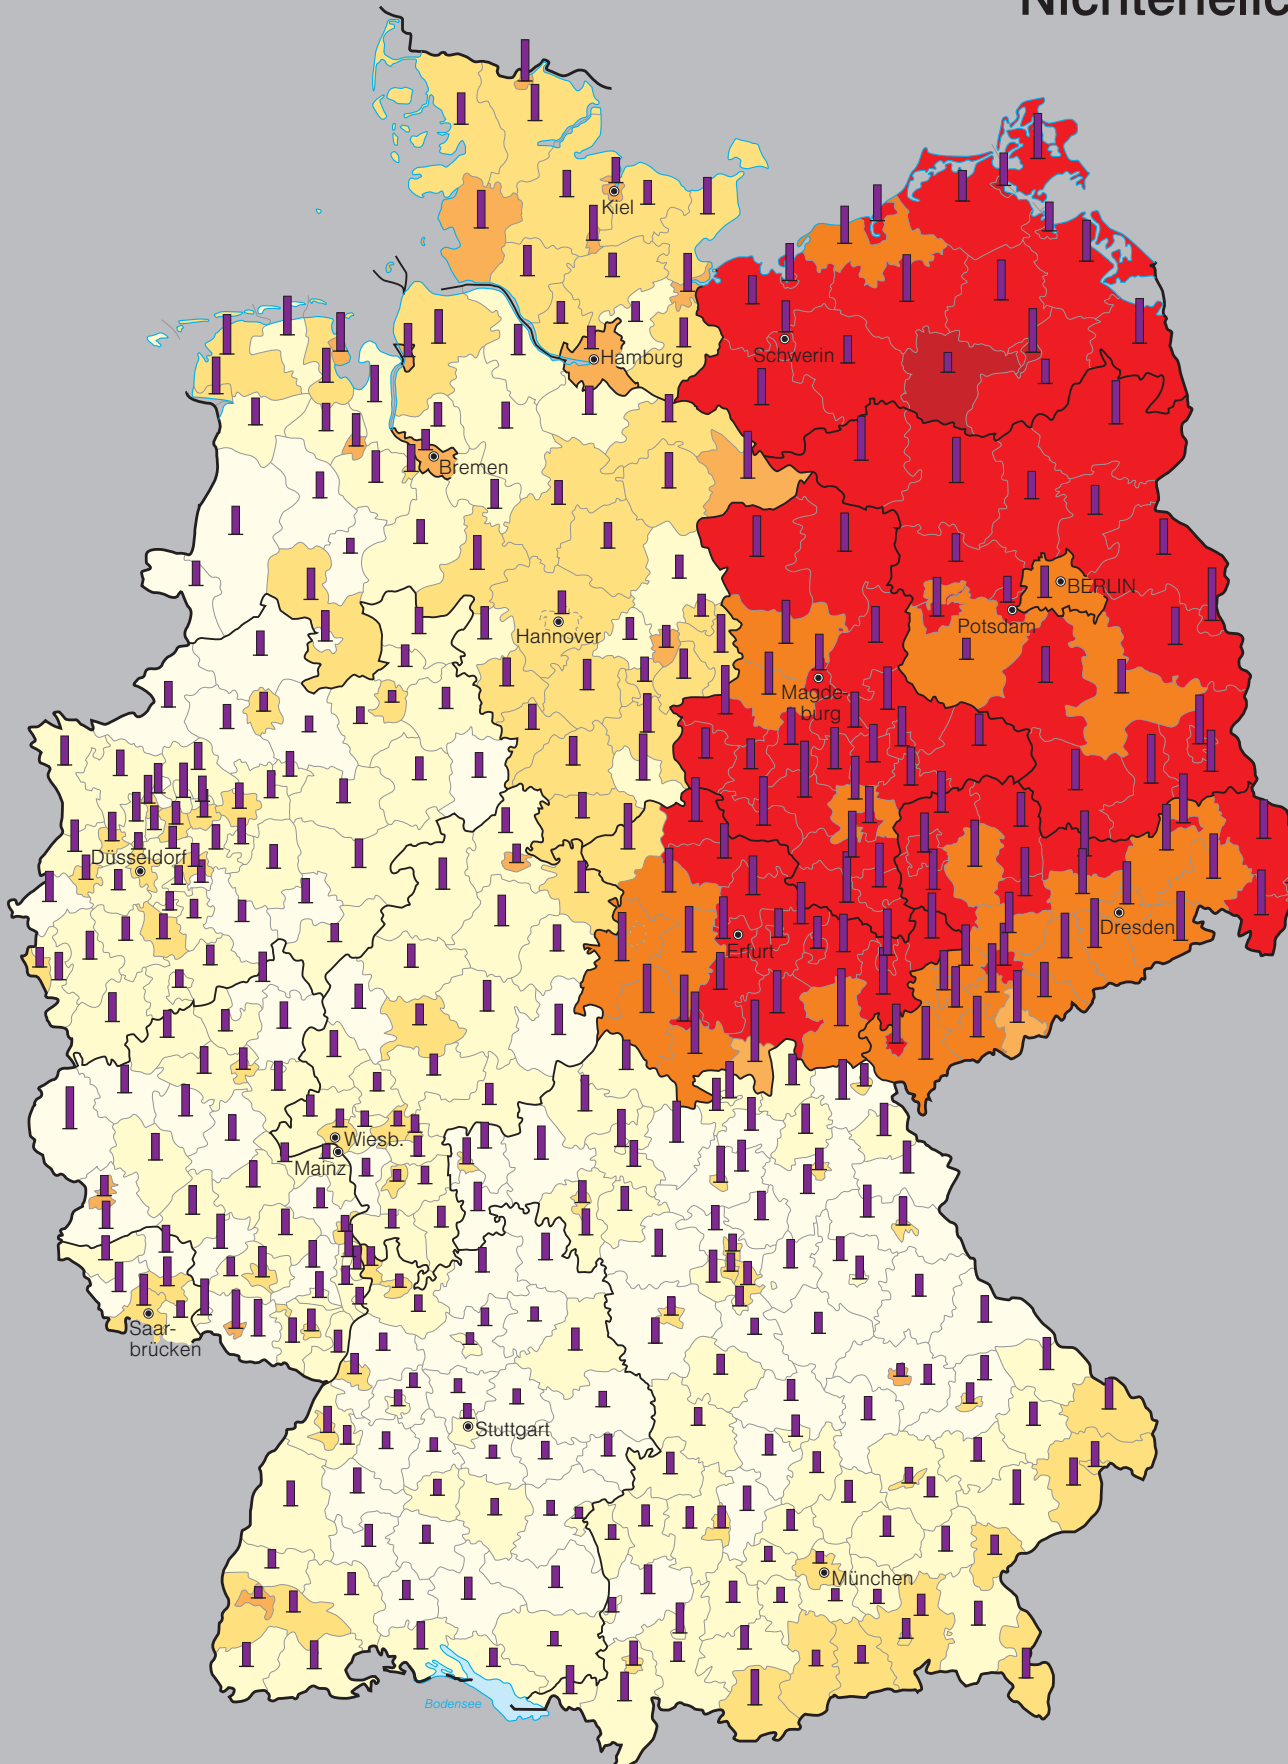 Kiel
Schwerin
Hamburg
Bremen
BERLIN
Potsdam
Hannover
Magde-
burg
Düsseldorf
Dresden
Erfurt
Wiesb.
Mainz
Saar-
brücken
Stuttgart
München
Bodensee